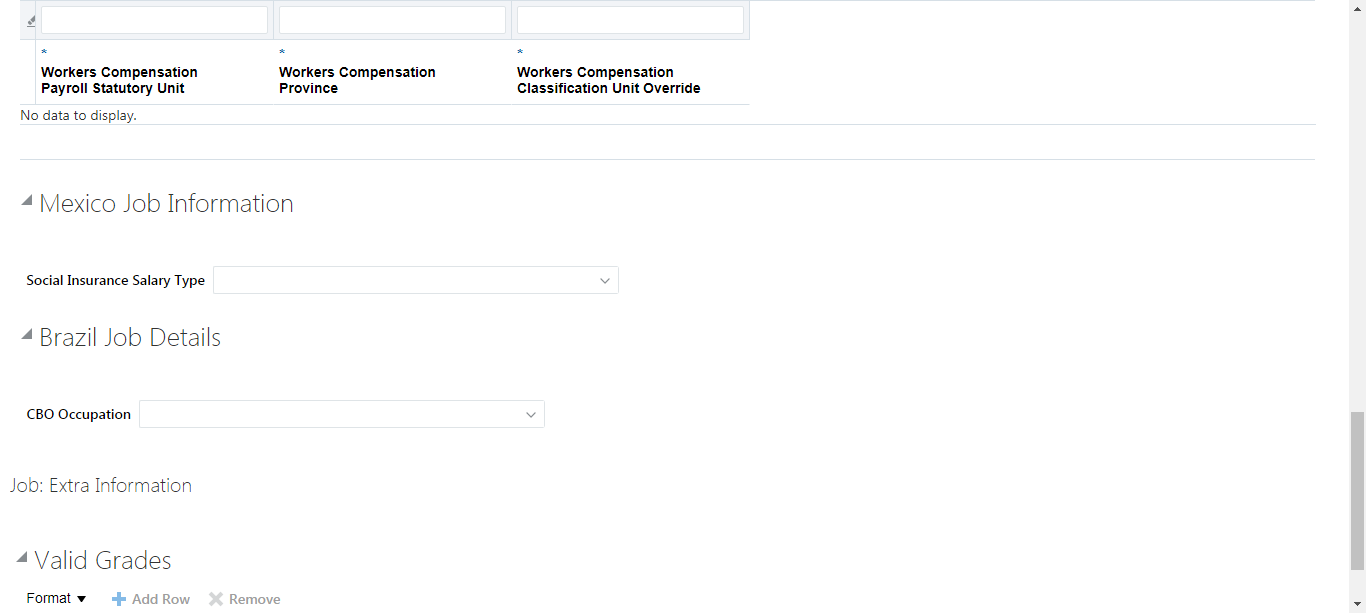 * * *
Workers Compensation Workers Compensation Workers Compensation
Payroll Statutory Unit Province Classification Unit Override
No data to display.
Mexico Job Information
Social Insurance Salary Type
Brazil Job Details
CBO Occupation
Job: Extra Information
Valid Grades
Format Add Row Remove